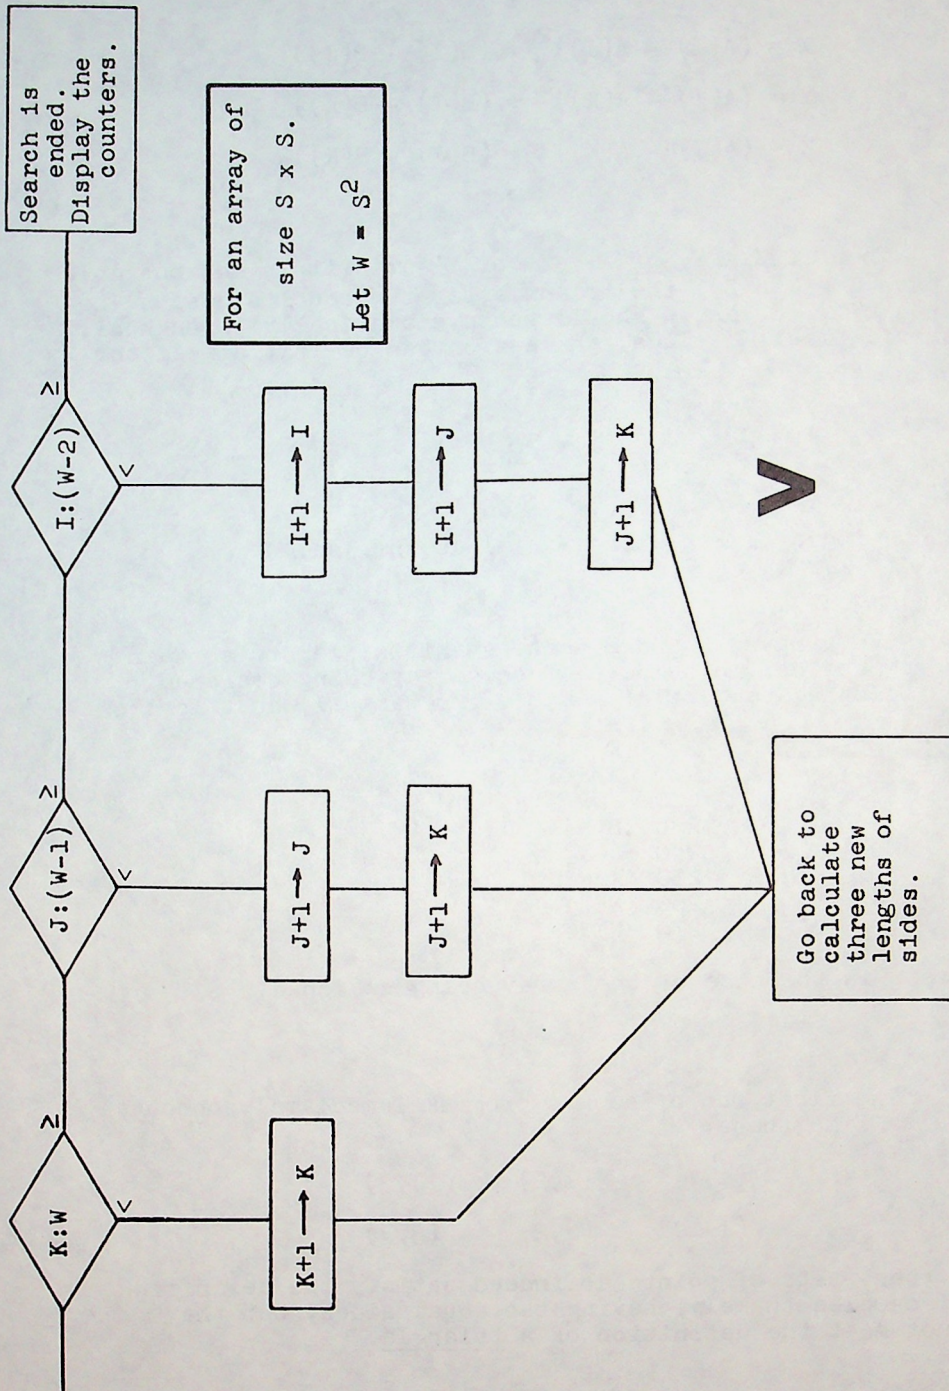 K:W
≥
<
K+1 → K
J:(W-1)
≥
<
J+1 → J
J+1 → K
I:(W-2)
≥
<
I+1 → I
I+1 → J
J+1 → K
Search is
ended.
Display the
counters.
For an array of
size S x S.
Let W = S²
Go back to
calculate
three new
lengths of
sides.
V